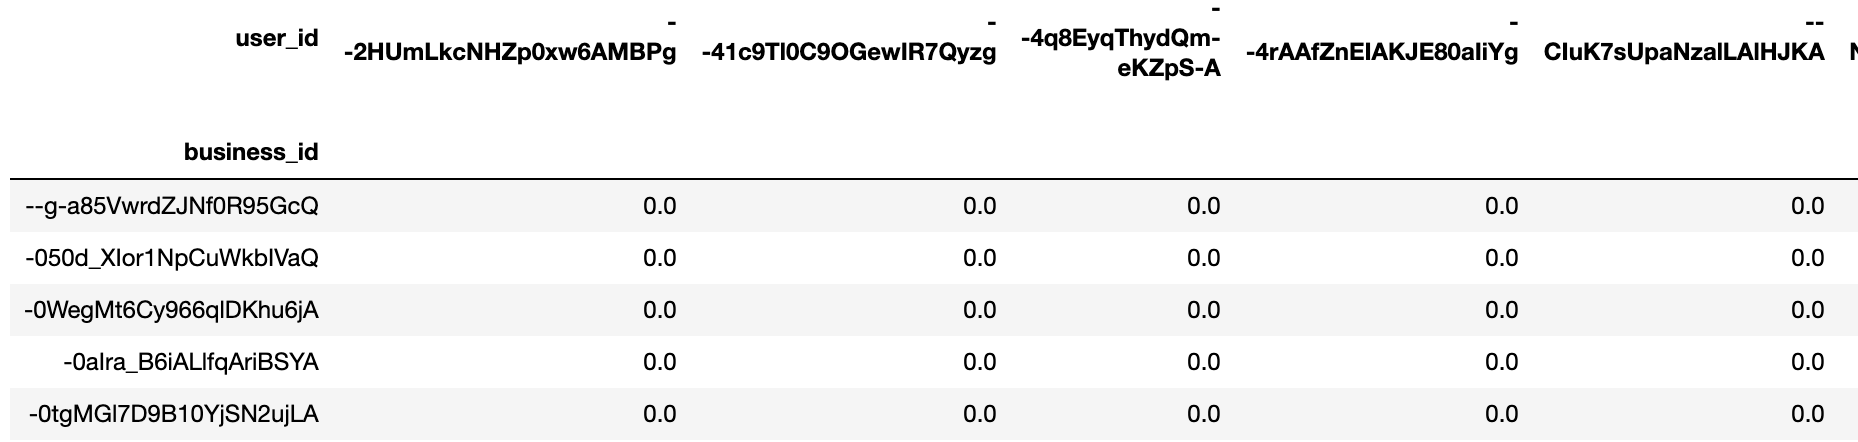 user_id - - - - --
-2HUmLkcNHZp0xw6AMBPg -41c9TI0C9OGewIR7Qyzg -4q8EyqThydQm- -4rAAfZnEIAKJE80aIiYg CIuK7sUpaNzaILAIHJKA
eKZpS-A
business_id
--g-a85VwrdZJNf0R95GcQ 0.0 0.0 0.0 0.0 0.0
-050d_XIor1NpCuWkbIVaQ 0.0 0.0 0.0 0.0 0.0
-0WegMt6Cy966qlDKhu6jA 0.0 0.0 0.0 0.0 0.0
-0aIra_B6iALlfqAriBSYA 0.0 0.0 0.0 0.0 0.0
-0tgMGl7D9B10YjSN2ujLA 0.0 0.0 0.0 0.0 0.0